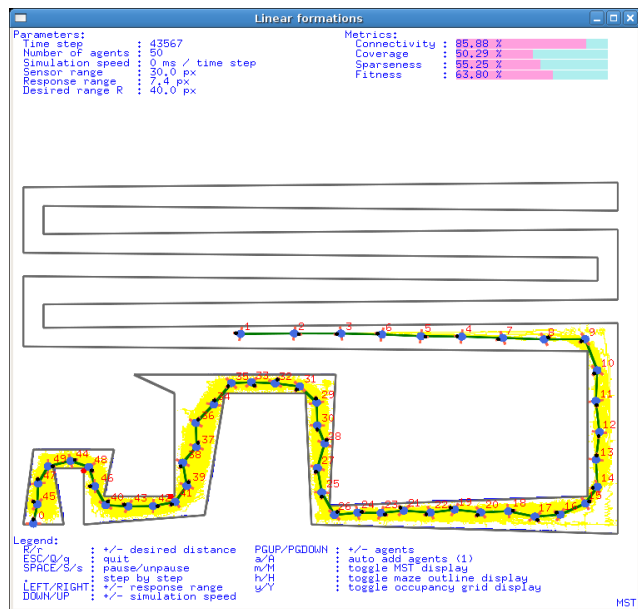 Linear formations
Parameters:
Time step : 43567
Number of agents : 50
Simulation speed : 0 ms / time step
Sensor range : 30.0 px
Response range : 7.4 px
Desired range R : 40.0 px
Metrics:
Connectivity : 85.88 %
Coverage : 50.29 %
Sparseness : 55.25 %
Fitness : 63.80 %
1 2 3 6 5 4 7 8 9
10
11
12
13
14
35 33 32 31
29
30
28
27
25
36
37
38
39
41
0 49 44 48
47 46
45
40 43 42
26 24 23 21 22 20 19 18 17 16 15
Legend:
R/r : +/- desired distance
ESC/Q/q : quit
SPACE/S/s : pause/unpause
. : step by step
LEFT/RIGHT: +/- response range
DOWN/UP : +/- simulation speed
PGUP/PGDOWN : +/- agents
a/A : auto add agents (1)
m/M : toggle MST display
h/H : toggle maze outline display
y/Y : toggle occupancy grid display
MST